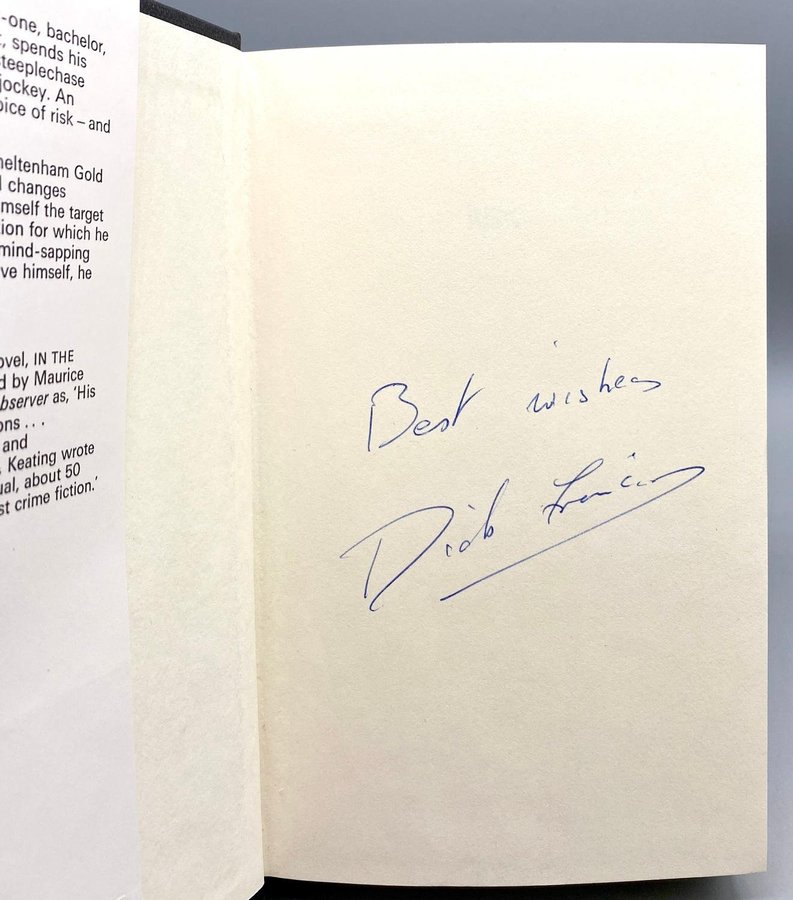 -one, bachelor,
, spends his
steeplechase
jockey. An
oice of risk – and
heltenham Gold
changes
mself the target
ion for which he
mind-sapping
ve himself, he
ovel, IN THE
d by Maurice
bserver as, ‘His
ons . . .
and
, Keating wrote
ual, about 50
st crime fiction.’
Best wishes
Dick Francis